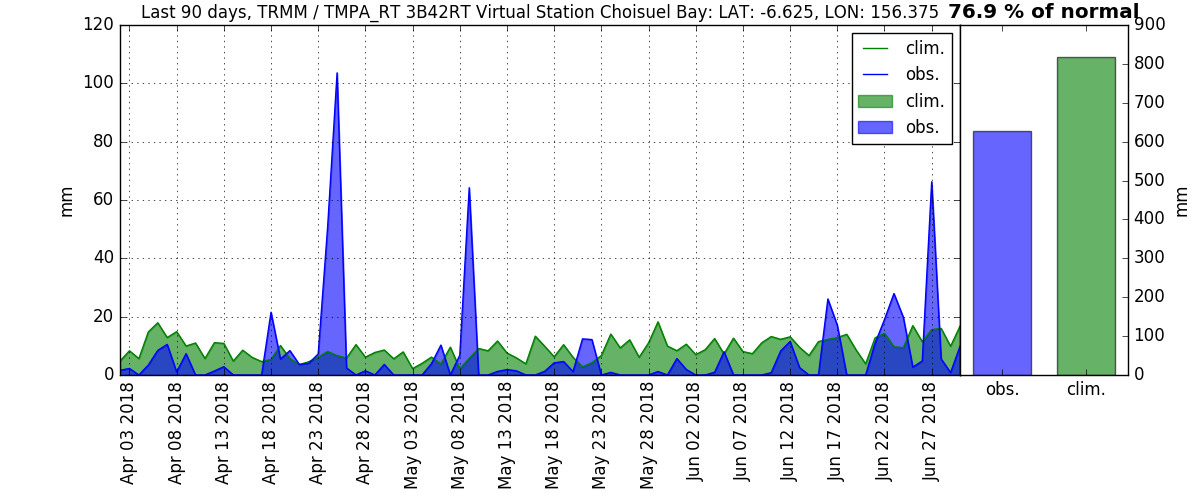 Last 90 days, TRMM / TMPA_RT 3B42RT Virtual Station Choisuel Bay: LAT: -6.625, LON: 156.375 76.9 % of normal
120
100
80
60
40
20
0
mm
clim.
obs.
clim.
obs.
Apr 03 2018
Apr 08 2018
Apr 13 2018
Apr 18 2018
Apr 23 2018
Apr 28 2018
May 03 2018
May 08 2018
May 13 2018
May 18 2018
May 23 2018
May 28 2018
Jun 02 2018
Jun 07 2018
Jun 12 2018
Jun 17 2018
Jun 22 2018
Jun 27 2018
900
800
700
600
500
400
300
200
100
0
mm
obs.
clim.